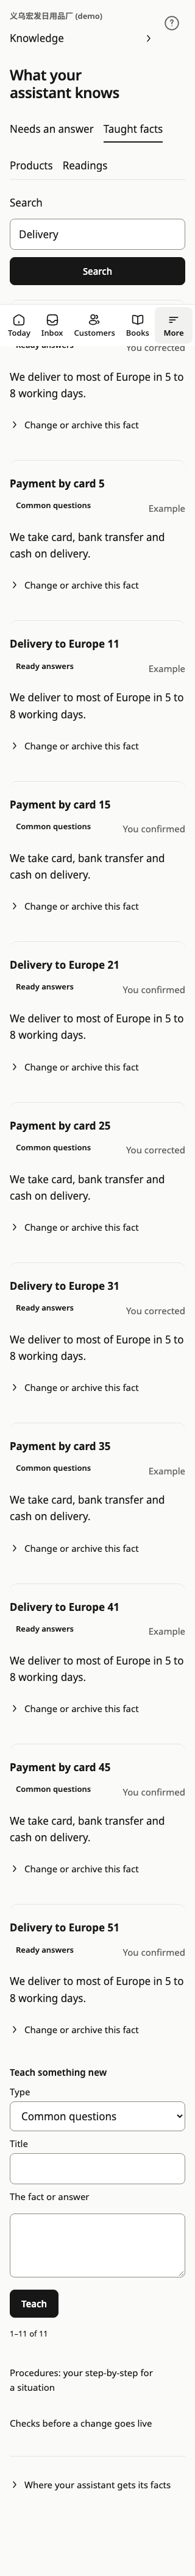 义乌宏发日用品厂 (demo)
Knowledge
What your
assistant knows
Needs an answer Taught facts
Products Readings
Search
Delivery
Search
Today Inbox Customers Books More
Ready answers You corrected
We deliver to most of Europe in 5 to
8 working days.
Change or archive this fact
Payment by card 5
Common questions
Example
We take card, bank transfer and
cash on delivery.
Change or archive this fact
Delivery to Europe 11
Ready answers
Example
We deliver to most of Europe in 5 to
8 working days.
Change or archive this fact
Payment by card 15
Common questions
You confirmed
We take card, bank transfer and
cash on delivery.
Change or archive this fact
Delivery to Europe 21
Ready answers
You confirmed
We deliver to most of Europe in 5 to
8 working days.
Change or archive this fact
Payment by card 25
Common questions
You corrected
We take card, bank transfer and
cash on delivery.
Change or archive this fact
Delivery to Europe 31
Ready answers
You corrected
We deliver to most of Europe in 5 to
8 working days.
Change or archive this fact
Payment by card 35
Common questions
Example
We take card, bank transfer and
cash on delivery.
Change or archive this fact
Delivery to Europe 41
Ready answers
Example
We deliver to most of Europe in 5 to
8 working days.
Change or archive this fact
Payment by card 45
Common questions
You confirmed
We take card, bank transfer and
cash on delivery.
Change or archive this fact
Delivery to Europe 51
Ready answers
You confirmed
We deliver to most of Europe in 5 to
8 working days.
Change or archive this fact
Teach something new
Type
Common questions
Title
The fact or answer
Teach
1–11 of 11
Procedures: your step-by-step for
a situation
Checks before a change goes live
Where your assistant gets its facts